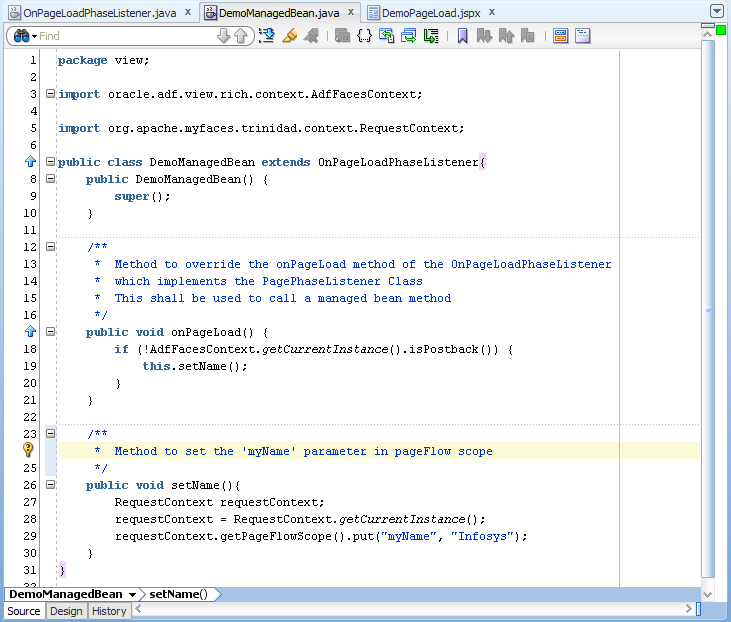 OnPageLoadPhaseListener.java x DemoManagedBean.java x DemoPageLoad.jspx x
Find
1 package view;
2
3 import oracle.adf.view.rich.context.AdfFacesContext;
4
5 import org.apache.myfaces.trinidad.context.RequestContext;
6
public class DemoManagedBean extends OnPageLoadPhaseListener{
8     public DemoManagedBean() {
9         super();
10     }
11
12     /**
13      *  Method to override the onPageLoad method of the OnPageLoadPhaseListener
14      *  which implements the PagePhaseListener Class
15      *  This shall be used to call a managed bean method
16      */
    public void onPageLoad() {
18         if (!AdfFacesContext.getCurrentInstance().isPostback()) {
19             this.setName();
20         }
21     }
22
23     /**
     *  Method to set the 'myName' parameter in pageFlow scope
25      */
26     public void setName(){
27         RequestContext requestContext;
28         requestContext = RequestContext.getCurrentInstance();
29         requestContext.getPageFlowScope().put("myName", "Infosys");
30     }
31 }
32
DemoManagedBean setName()
Source Design History